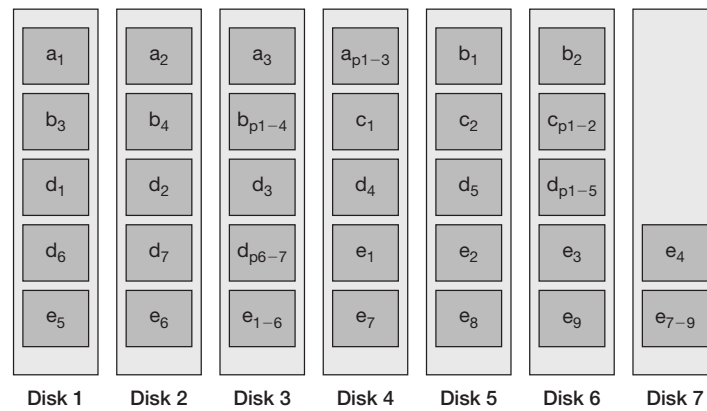 a₁ a₂ a₃ aₚ₁₋₃ b₁ b₂
b₃ b₄ bₚ₁₋₄ c₁ c₂ cₚ₁₋₂
d₁ d₂ d₃ d₄ d₅ dₚ₁₋₅
d₆ d₇ dₚ₆₋₇ e₁ e₂ e₃ e₄
e₅ e₆ e₁₋₆ e₇ e₈ e₉ e₇₋₉
Disk 1 Disk 2 Disk 3 Disk 4 Disk 5 Disk 6 Disk 7